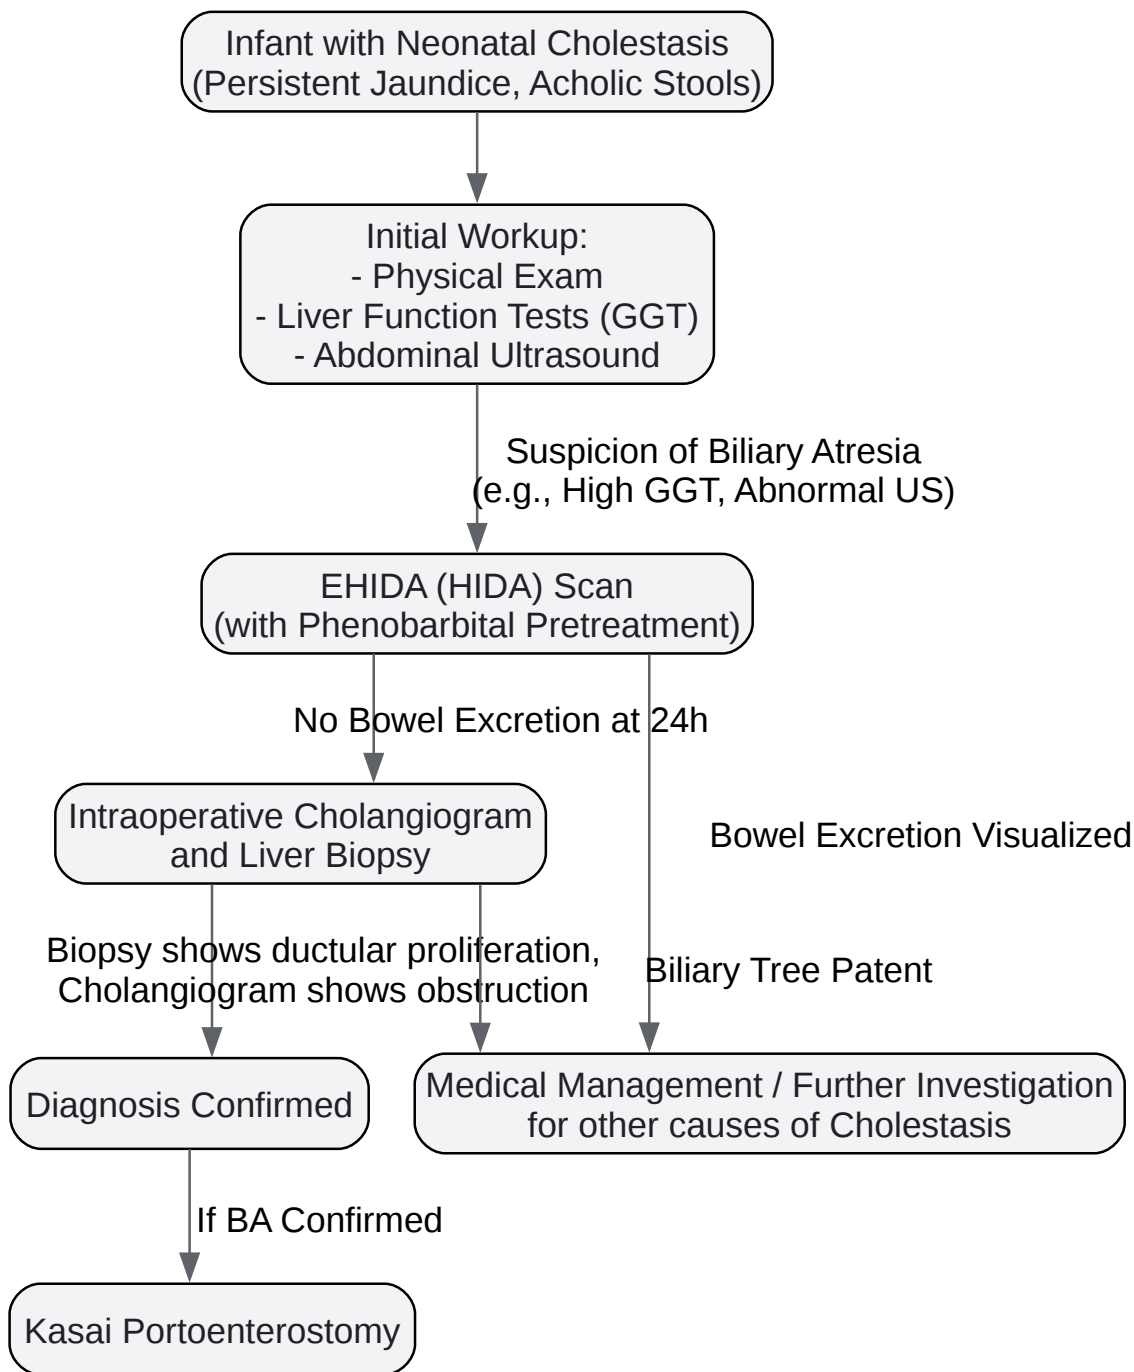 Infant with Neonatal Cholestasis
(Persistent Jaundice, Acholic Stools)
Initial Workup:
- Physical Exam
- Liver Function Tests (GGT)
- Abdominal Ultrasound
Suspicion of Biliary Atresia
(e.g., High GGT, Abnormal US)
EHIDA (HIDA) Scan
(with Phenobarbital Pretreatment)
No Bowel Excretion at 24h
Intraoperative Cholangiogram
and Liver Biopsy
Bowel Excretion Visualized
Biopsy shows ductular proliferation,
Cholangiogram shows obstruction
Biliary Tree Patent
Diagnosis Confirmed
Medical Management / Further Investigation
for other causes of Cholestasis
If BA Confirmed
Kasai Portoenterostomy